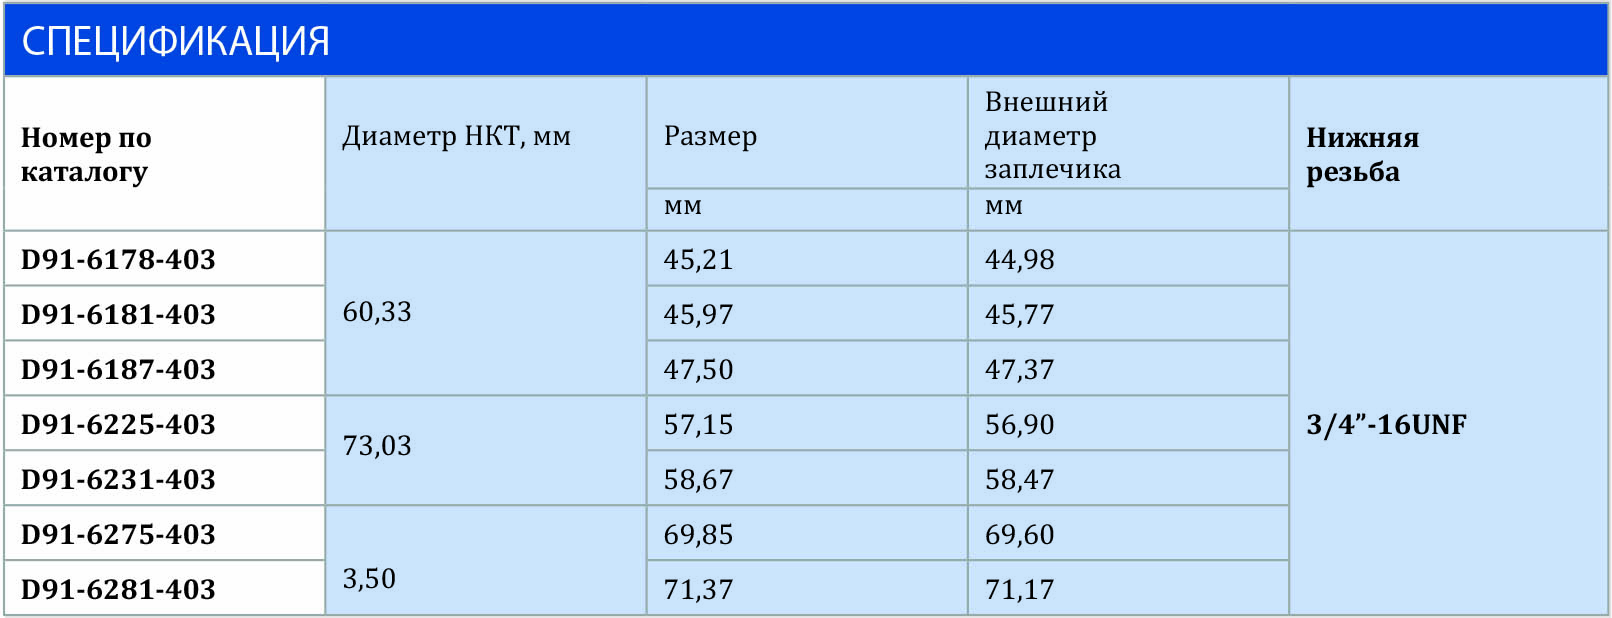 СПЕЦИФИКАЦИЯ
Номер по
каталогу
Диаметр НКТ, мм
Размер
Внешний
диаметр
заплечика
Нижняя
резьба
мм
мм
D91-6178-403
60,33
45,21
44,98
3/4”-16UNF
D91-6181-403
45,97
45,77
D91-6187-403
47,50
47,37
D91-6225-403
73,03
57,15
56,90
D91-6231-403
58,67
58,47
D91-6275-403
3,50
69,85
69,60
D91-6281-403
71,37
71,17